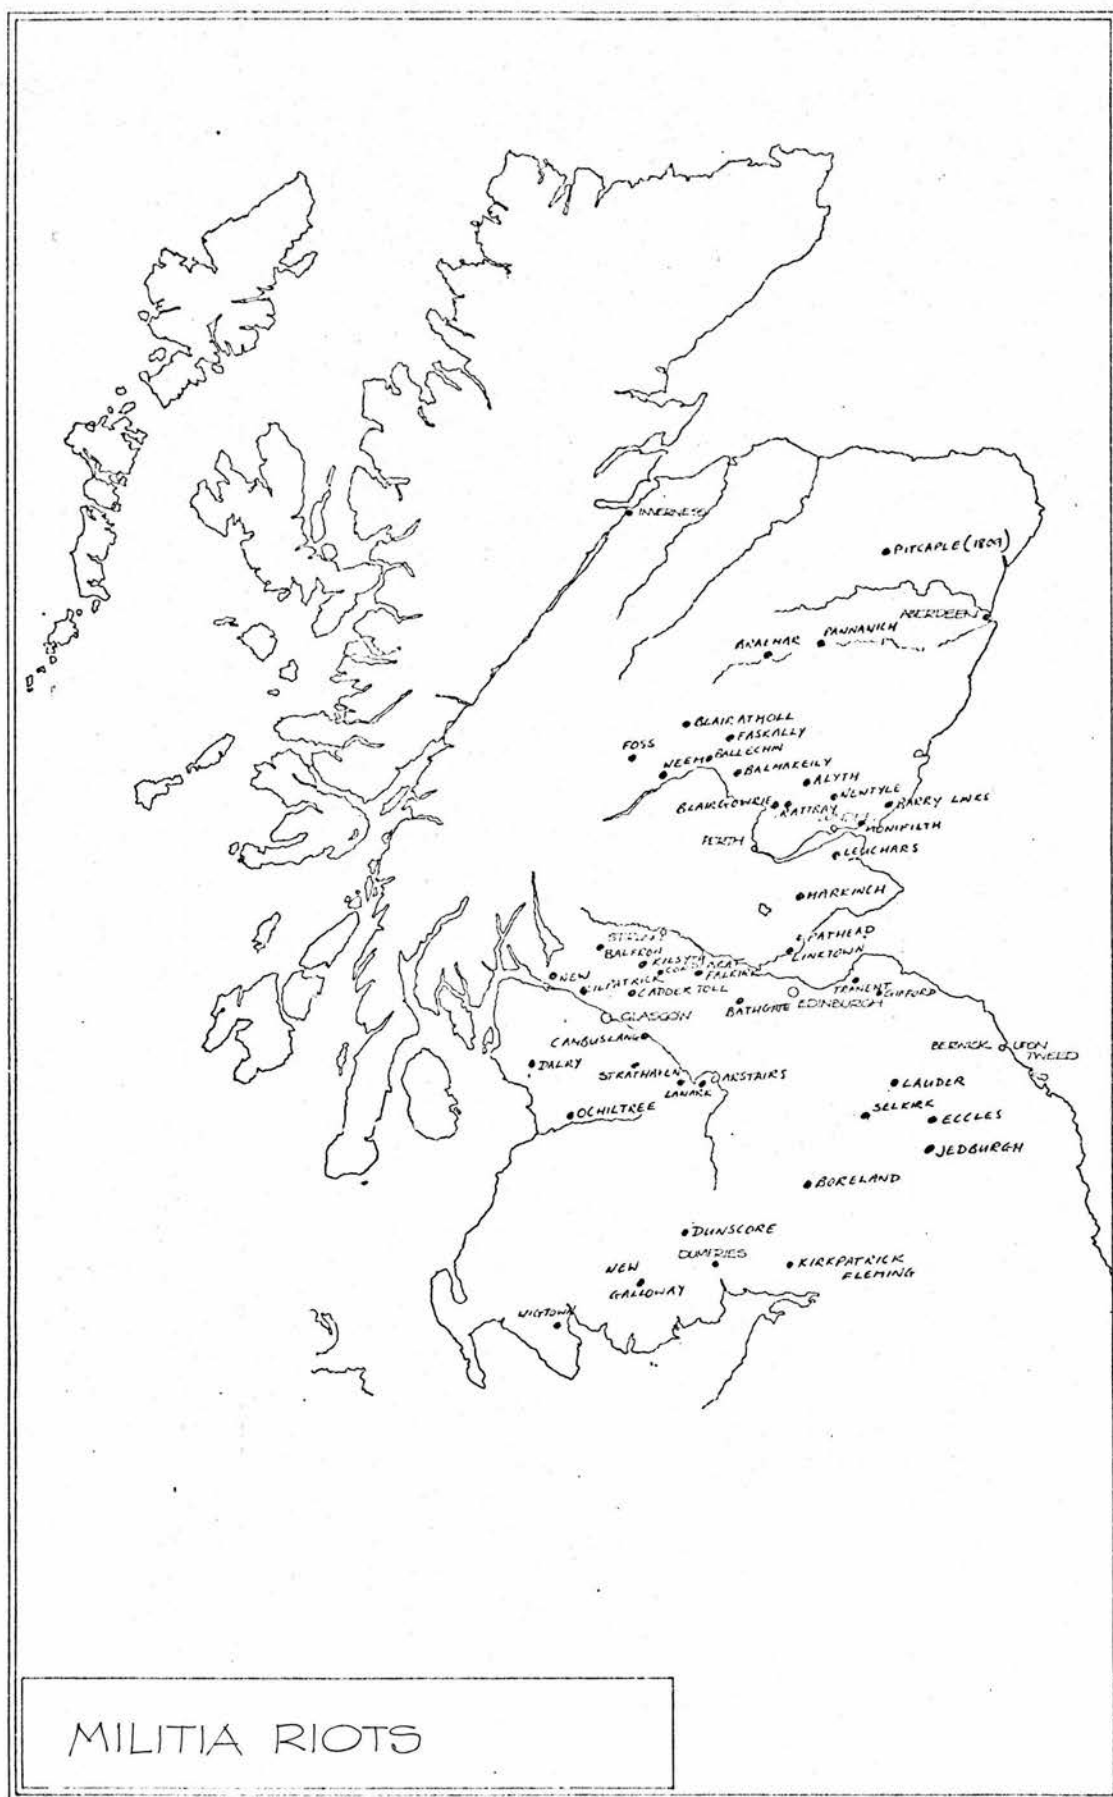 INVERNESS
PITCAPLE (1809)
ABERDEEN
PANNANICH
BRAEMAR
BLAIR ATHOLL
FASKALLY
FOSS
BALLECHIN
WEEM
BALMAKEILY
ALYTH
NEWTYLE
BLAIRGOWRIE
RATTRAY
BARRY LINKS
MONIFIETH
PERTH
LEUCHARS
MARKINCH
PATHEAD
LINKTOWN
BALFRON
KILSYTH
FALKIRK
NEW
KILPATRICK
CADDER TOLL
TRANENT
GIFFORD
BATHGATE
EDINBURGH
GLASGOW
CAMBUSLANG
BERWICK UPON
TWEED
DALRY
STRATHAVEN
CARSTAIRS
LANARK
LAUDER
OCHILTREE
SELKIRK
ECCLES
JEDBURGH
BORELAND
DUNSCORE
DUMFRIES
NEW
GALLOWAY
KIRKPATRICK
FLEMING
WIGTOWN
MILITIA RIOTS